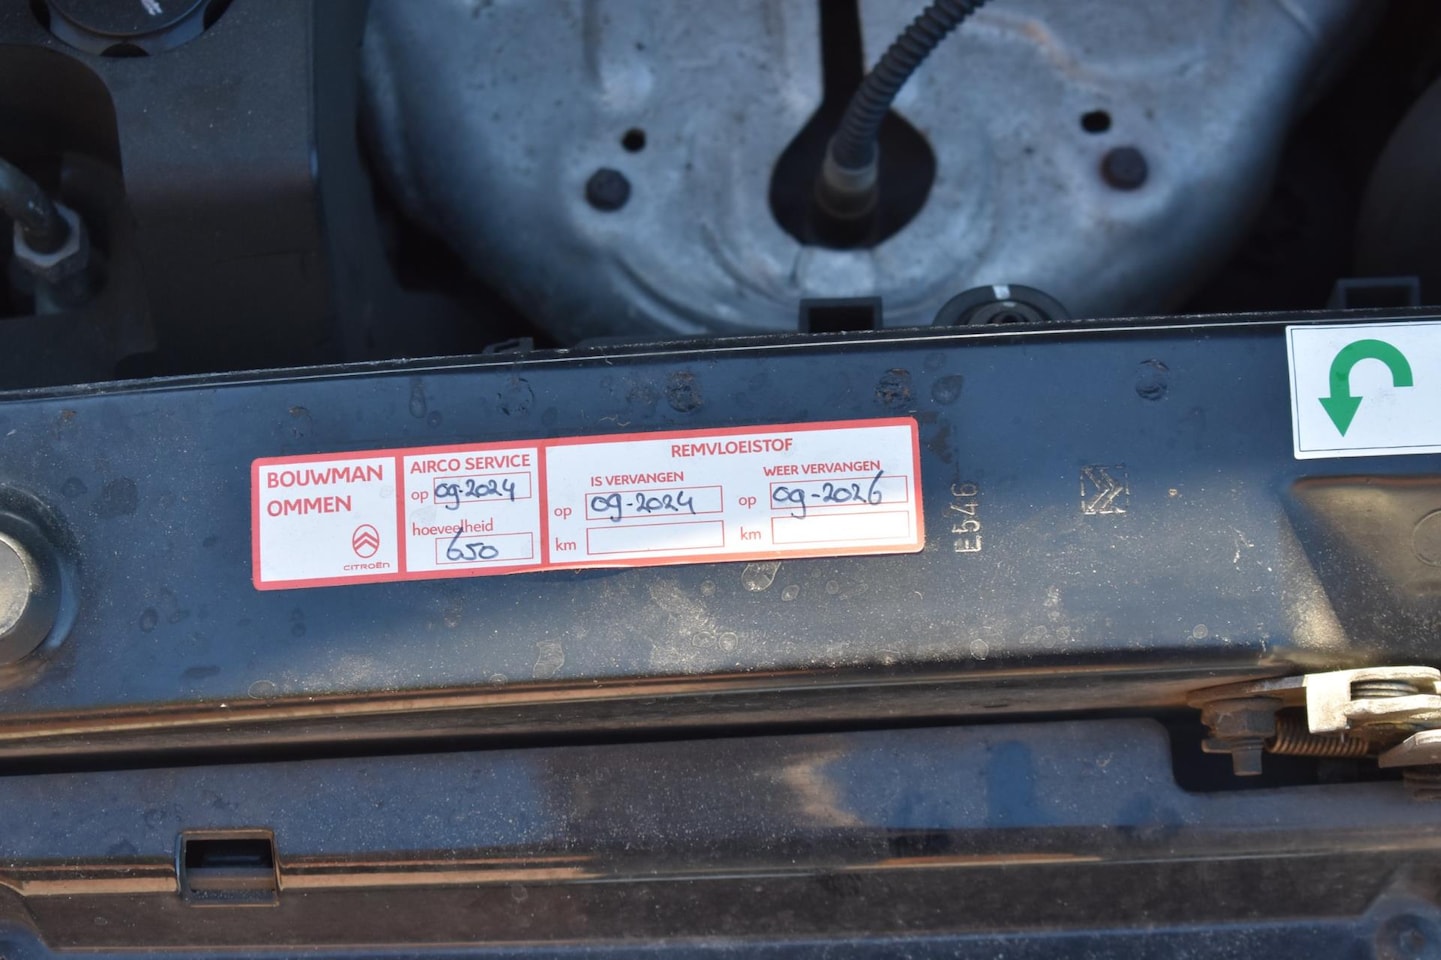 BOUWMAN
OMMEN
CITROËN
AIRCO SERVICE
op 09-2024
hoeveelheid
650
REMVLOEISTOF
IS VERVANGEN
op 09-2024
km
WEER VERVANGEN
op 09-2026
km
E546